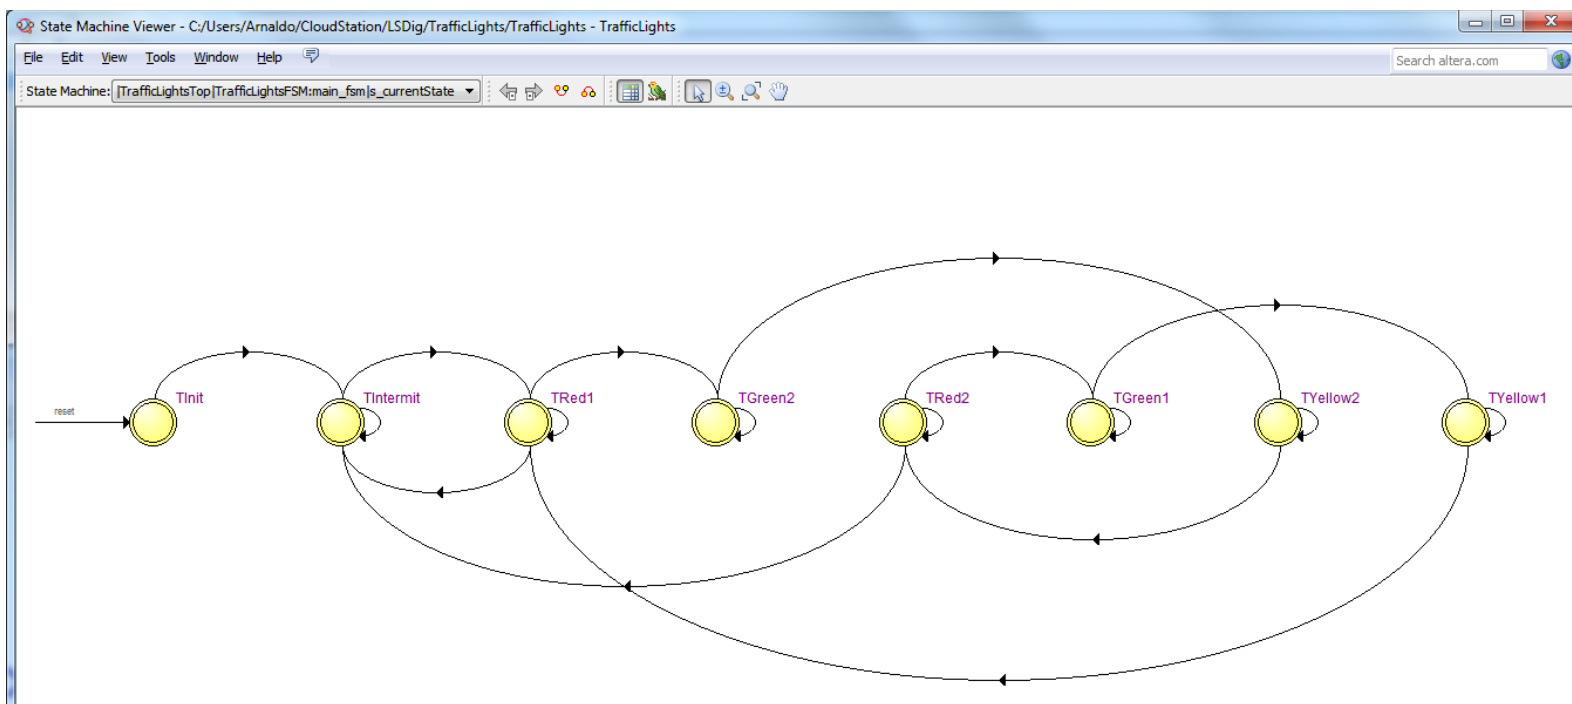 State Machine Viewer - C:/Users/Arnaldo/CloudStation/LSDig/TrafficLights/TrafficLights - TrafficLights
File Edit View Tools Window Help
Search altera.com
State Machine: |TrafficLightsTop|TrafficLightsFSM:main_fsm|s_currentState
reset
TInit
TIntermit
TRed1
TGreen2
TRed2
TGreen1
TYellow2
TYellow1